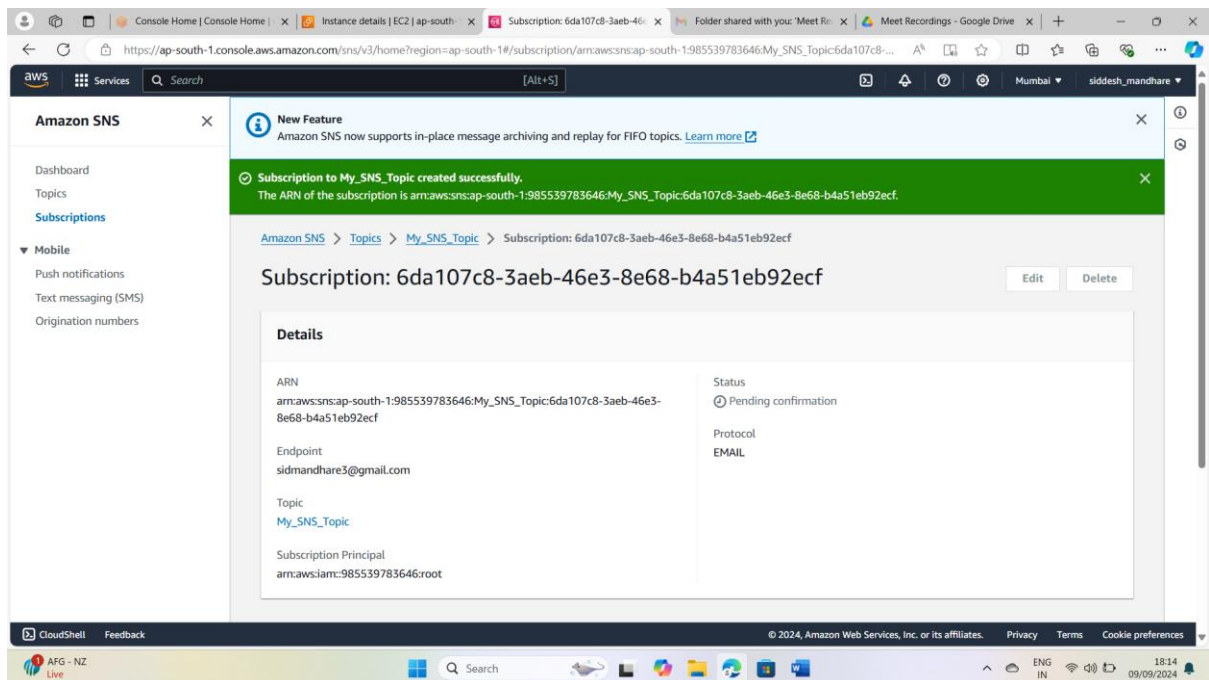 Console Home | Cons
Console Home |
Instance details | EC2 | ap-south-
Subscription: 6da107c8-3aeb-46
Folder shared with you: 'Meet Re
Meet Recordings - Google Drive
https://ap-south-1.console.aws.amazon.com/sns/v3/home?region=ap-south-1#/subscription/arn:aws:sns:ap-south-1:985539783646:My_SNS_Topic:6da107c8-...
aws
Services
Search
[Alt+S]
Mumbai
siddesh_mandhare
Amazon SNS
New Feature
Amazon SNS now supports in-place message archiving and replay for FIFO topics. Learn more
Dashboard
Topics
Subscriptions
Mobile
Push notifications
Text messaging (SMS)
Origination numbers
Subscription to My_SNS_Topic created successfully.
The ARN of the subscription is arn:aws:sns:ap-south-1:985539783646:My_SNS_Topic:6da107c8-3aeb-46e3-8e68-b4a51eb92ecf.
Amazon SNS > Topics > My_SNS_Topic > Subscription: 6da107c8-3aeb-46e3-8e68-b4a51eb92ecf
Subscription: 6da107c8-3aeb-46e3-8e68-b4a51eb92ecf
Edit
Delete
Details
ARN
arn:aws:sns:ap-south-1:985539783646:My_SNS_Topic:6da107c8-3aeb-46e3-
8e68-b4a51eb92ecf
Endpoint
sidmandhare3@gmail.com
Topic
My_SNS_Topic
Subscription Principal
arn:aws:iam::985539783646:root
Status
Pending confirmation
Protocol
EMAIL
CloudShell
Feedback
© 2024, Amazon Web Services, Inc. or its affiliates.
Privacy
Terms
Cookie preferences
1
AFG - NZ
Live
Search
ENG
IN
18:14
09/09/2024